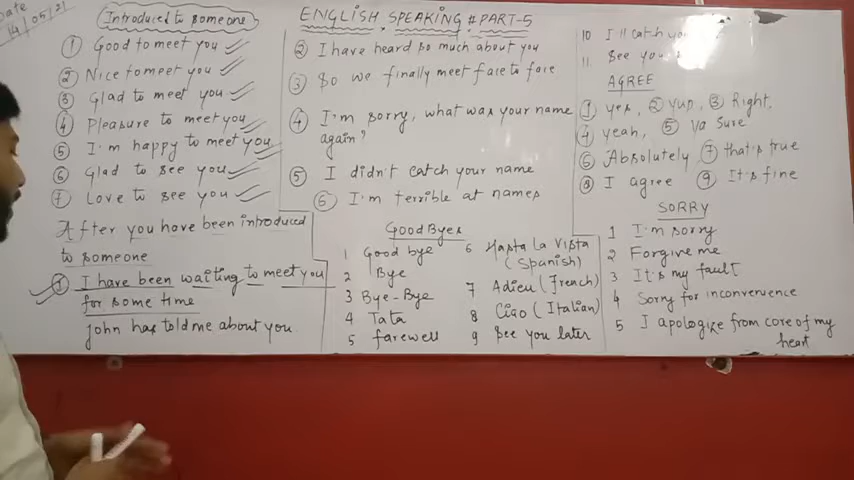 Date
14/05/21
Introduced to someone
① Good to meet you
② Nice to meet you
③ Glad to meet you
④ Pleasure to meet you
⑤ I'm happy to meet you
⑥ Glad to see you
⑦ Love to see you
After you have been introduced
to someone
① I have been waiting to meet you
for some time
john has told me about you
ENGLISH SPEAKING # PART-5
② I have heard so much about you
③ So we finally meet face to face
④ I'm sorry, what was your name
again?
⑤ I didn't catch your name
⑥ I'm terrible at names
GoodByes
1 Good bye
2 Bye
3 Bye-Bye
4 Tata
5 farewell
6 Hasta La Vista
(Spanish)
7 Adieu (French)
8 Ciao (Italian)
9 See you later
10 I'll catch
11 See you
AGREE
① yes, ② yup, ③ Right,
④ yeah, ⑤ ya Sure
⑥ Absolutely ⑦ that's true
⑧ I agree ⑨ It's fine
SORRY
1 I'm sorry
2 Forgive me
3 It's my fault
4 Sorry for inconvenience
5 I apologize from core of my
heart